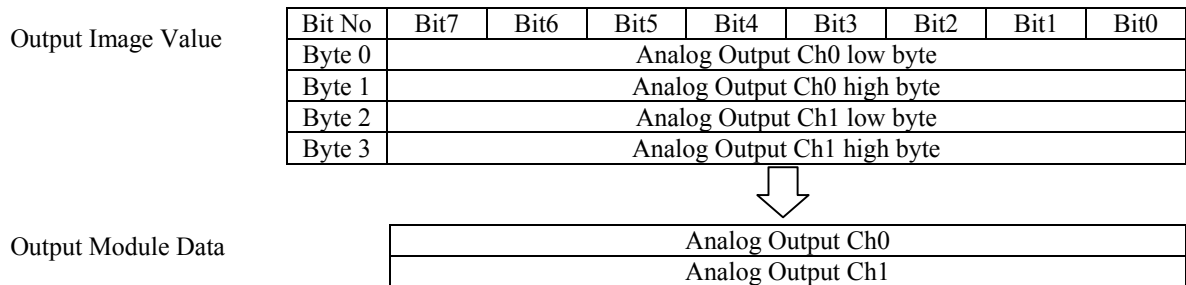 Output Image Value
Bit No Bit7 Bit6 Bit5 Bit4 Bit3 Bit2 Bit1 Bit0
Byte 0 Analog Output Ch0 low byte
Byte 1 Analog Output Ch0 high byte
Byte 2 Analog Output Ch1 low byte
Byte 3 Analog Output Ch1 high byte
Output Module Data
Analog Output Ch0
Analog Output Ch1